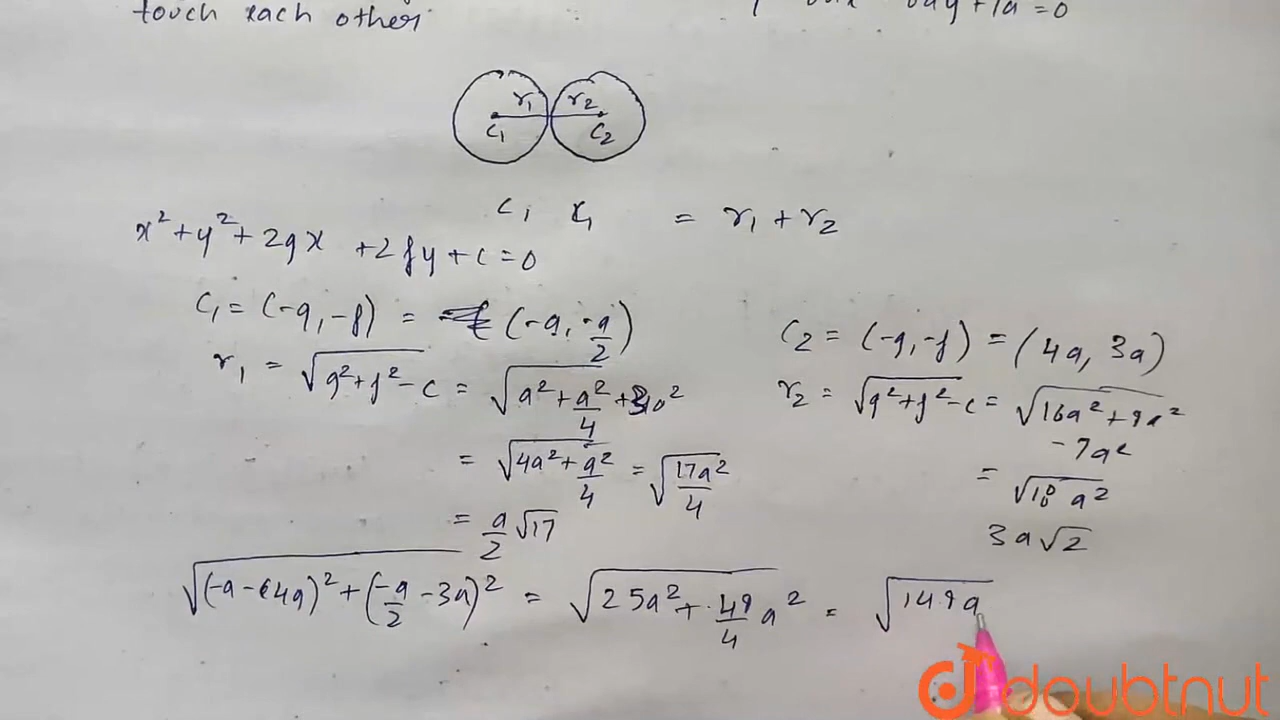 touch each other
+7a = 0
r₁ r₂
C₁ C₂
C₁ = r₁ + r₂
x² + y² + 2gx + 2fy + c = 0
C₁ = (-g, -f) = (-a, -a/2)
r₁ = √(g² + f² - c) = √(a² + a²/4 + 3a²)
= √(4a² + a²/4) = √(17a²/4)
= a/2 √17
C₂ = (-g, -f) = (4a, 3a)
r₂ = √(g² + f² - c) = √(16a² + 9a² - 7a²)
= √(18 a²)
3a√2
√((-a-(4a)² + (-a/2 - 3a)²) = √(25a² + 49/4 a²) = √(149a
doubtnut